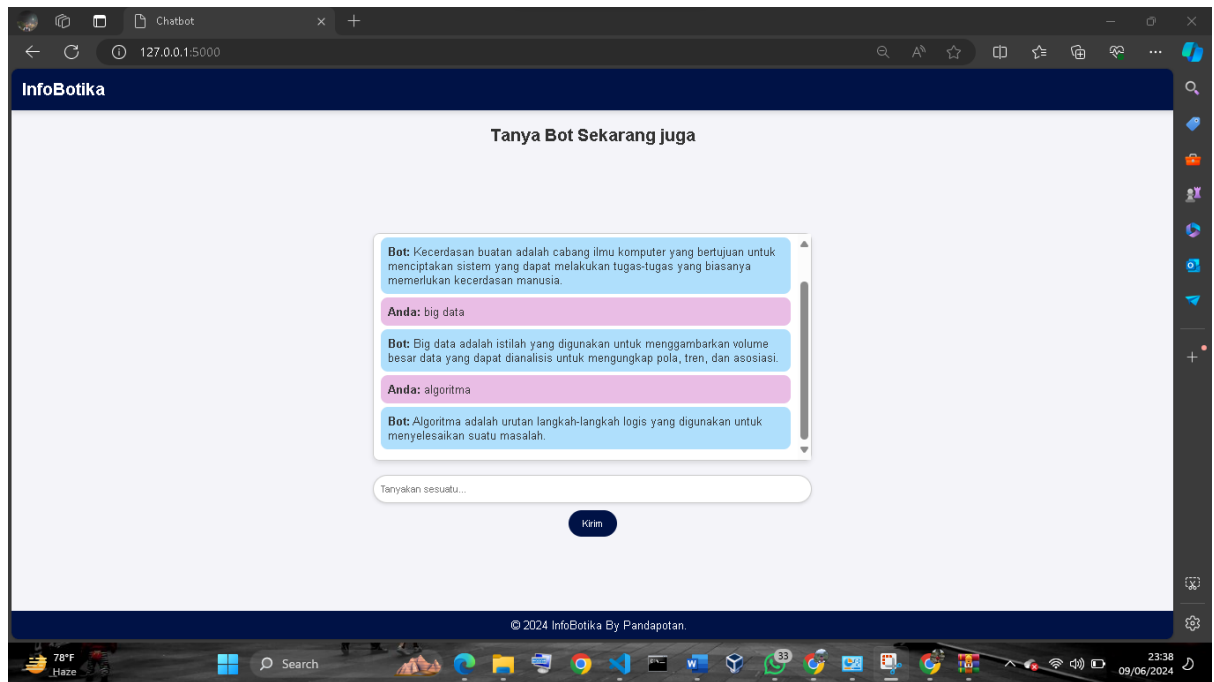 Chatbot
127.0.0.1:5000
InfoBotika
Tanya Bot Sekarang juga
Bot: Kecerdasan buatan adalah cabang ilmu komputer yang bertujuan untuk
menciptakan sistem yang dapat melakukan tugas-tugas yang biasanya
memerlukan kecerdasan manusia.
Anda: big data
Bot: Big data adalah istilah yang digunakan untuk menggambarkan volume
besar data yang dapat dianalisis untuk mengungkap pola, tren, dan asosiasi.
Anda: algoritma
Bot: Algoritma adalah urutan langkah-langkah logis yang digunakan untuk
menyelesaikan suatu masalah.
Tanyakan sesuatu...
Kirim
© 2024 InfoBotika By Pandapotan.
78°F
Haze
Search
33
23:38
09/06/2024